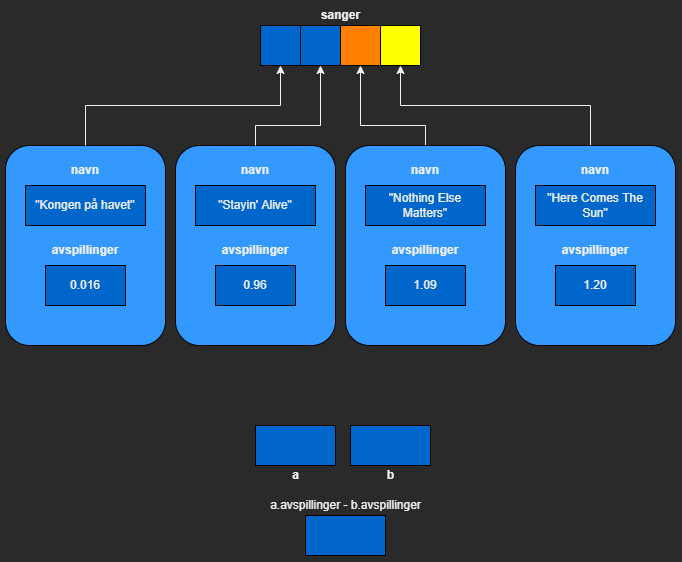 sanger
navn
navn
navn
navn
"Kongen på havet"
"Stayin' Alive"
"Nothing Else
Matters"
"Here Comes The
Sun"
avspillinger
avspillinger
avspillinger
avspillinger
0.016
0.96
1.09
1.20
a
b
a.avspillinger - b.avspillinger